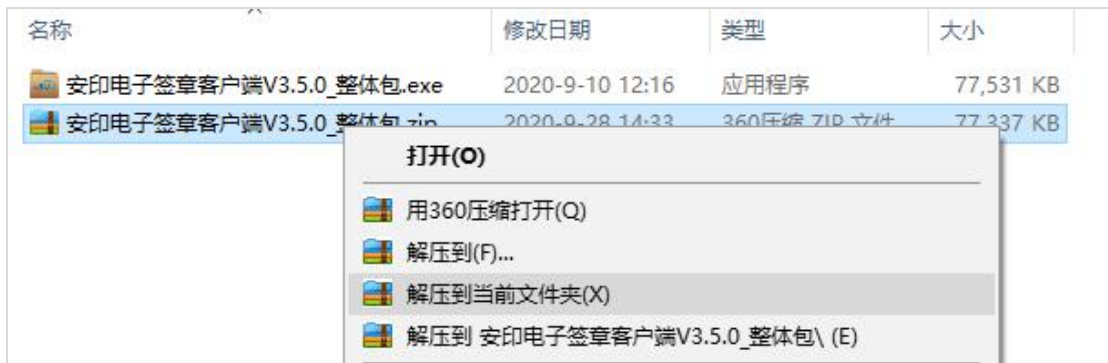 名称 修改日期 类型 大小
安印电子签章客户端V3.5.0_整体包.exe 2020-9-10 12:16 应用程序 77,531 KB
安印电子签章客户端V3.5.0_整体包.zip 2020-9-28 14:33 360压缩 ZIP 文件 77,337 KB
打开(O)
用360压缩打开(Q)
解压到(F)...
解压到当前文件夹(X)
解压到 安印电子签章客户端V3.5.0_整体包\ (E)